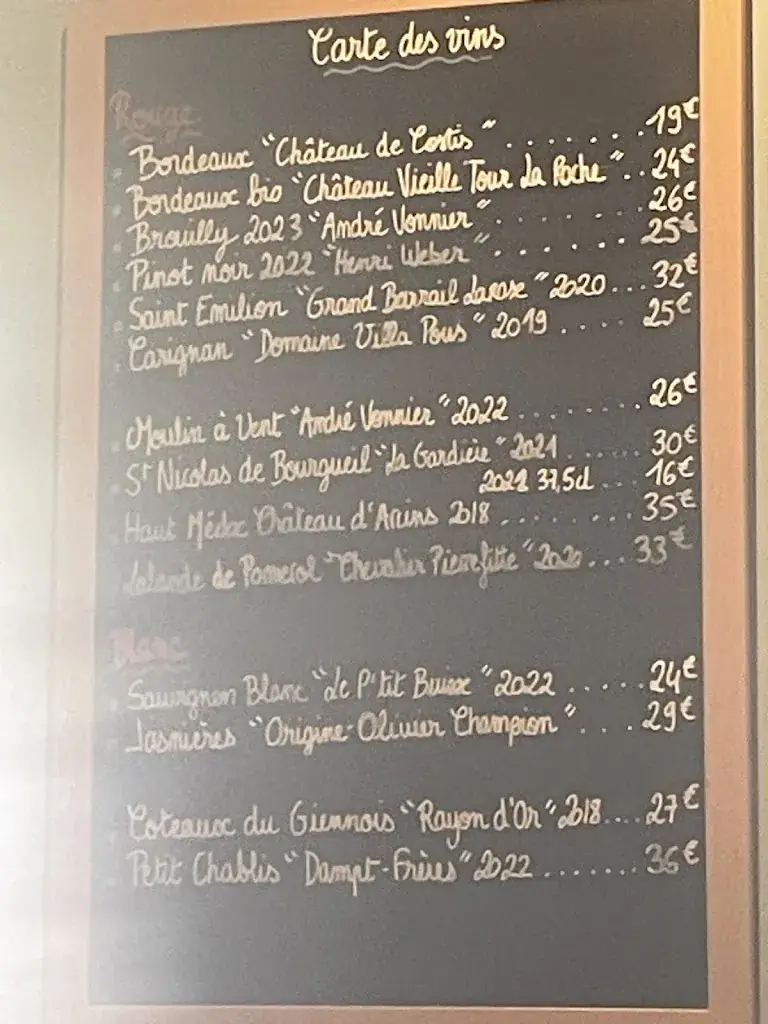 Carte des vins
Rouge
Bordeaux "Château de Costis" ....... 19€
Bordeaux bio "Château Vieille Tour La Roche" .. 24€
Brouilly 2023 "André Vonnier" ....... 26€
Pinot noir 2022 "Henri Weber" ...... 25€
Saint Emilion "Grand Barrail Larose" 2020 ... 32€
Carignan "Domaine Villa Pous" 2019 .... 25€
Moulin à Vent "André Vonnier" 2022 ....... 26€
St Nicolas de Bourgueil "La Gardière" 2021 ...... 30€
2021 37,5cl ... 16€
Haut Médoc Château d'Arcins 2018 ........ 35€
Lalande de Pomerol "Chevalier Pierrefitte" 2020 ... 33€
Blanc
Sauvignon Blanc "Le P'tit Buisse" 2022 ..... 24€
Jasnières "Origine-Olivier Champion" .... 29€
Coteaux du Giennois "Rayon d'Or" 2018 .... 27€
Petit Chablis "Dampt-Frères" 2022 ....... 36€